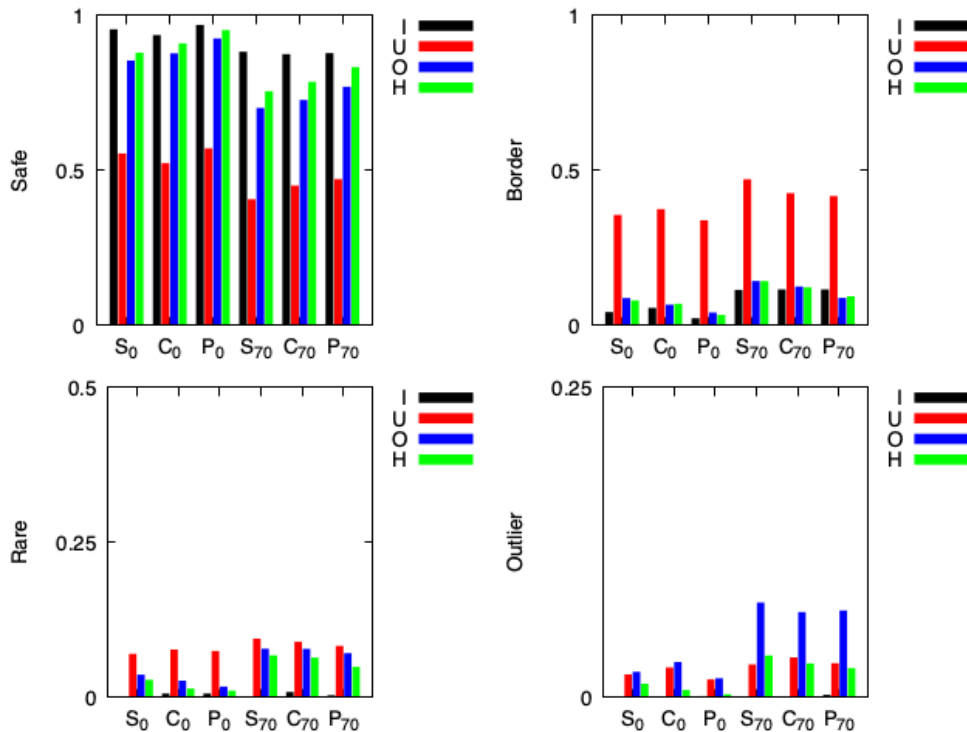 Safe
1
0.5
0
S0 C0 P0 S70 C70 P70
I
U
O
H
Border
1
0.5
0
S0 C0 P0 S70 C70 P70
I
U
O
H
Rare
0.5
0.25
0
S0 C0 P0 S70 C70 P70
I
U
O
H
Outlier
0.25
0
S0 C0 P0 S70 C70 P70
I
U
O
H